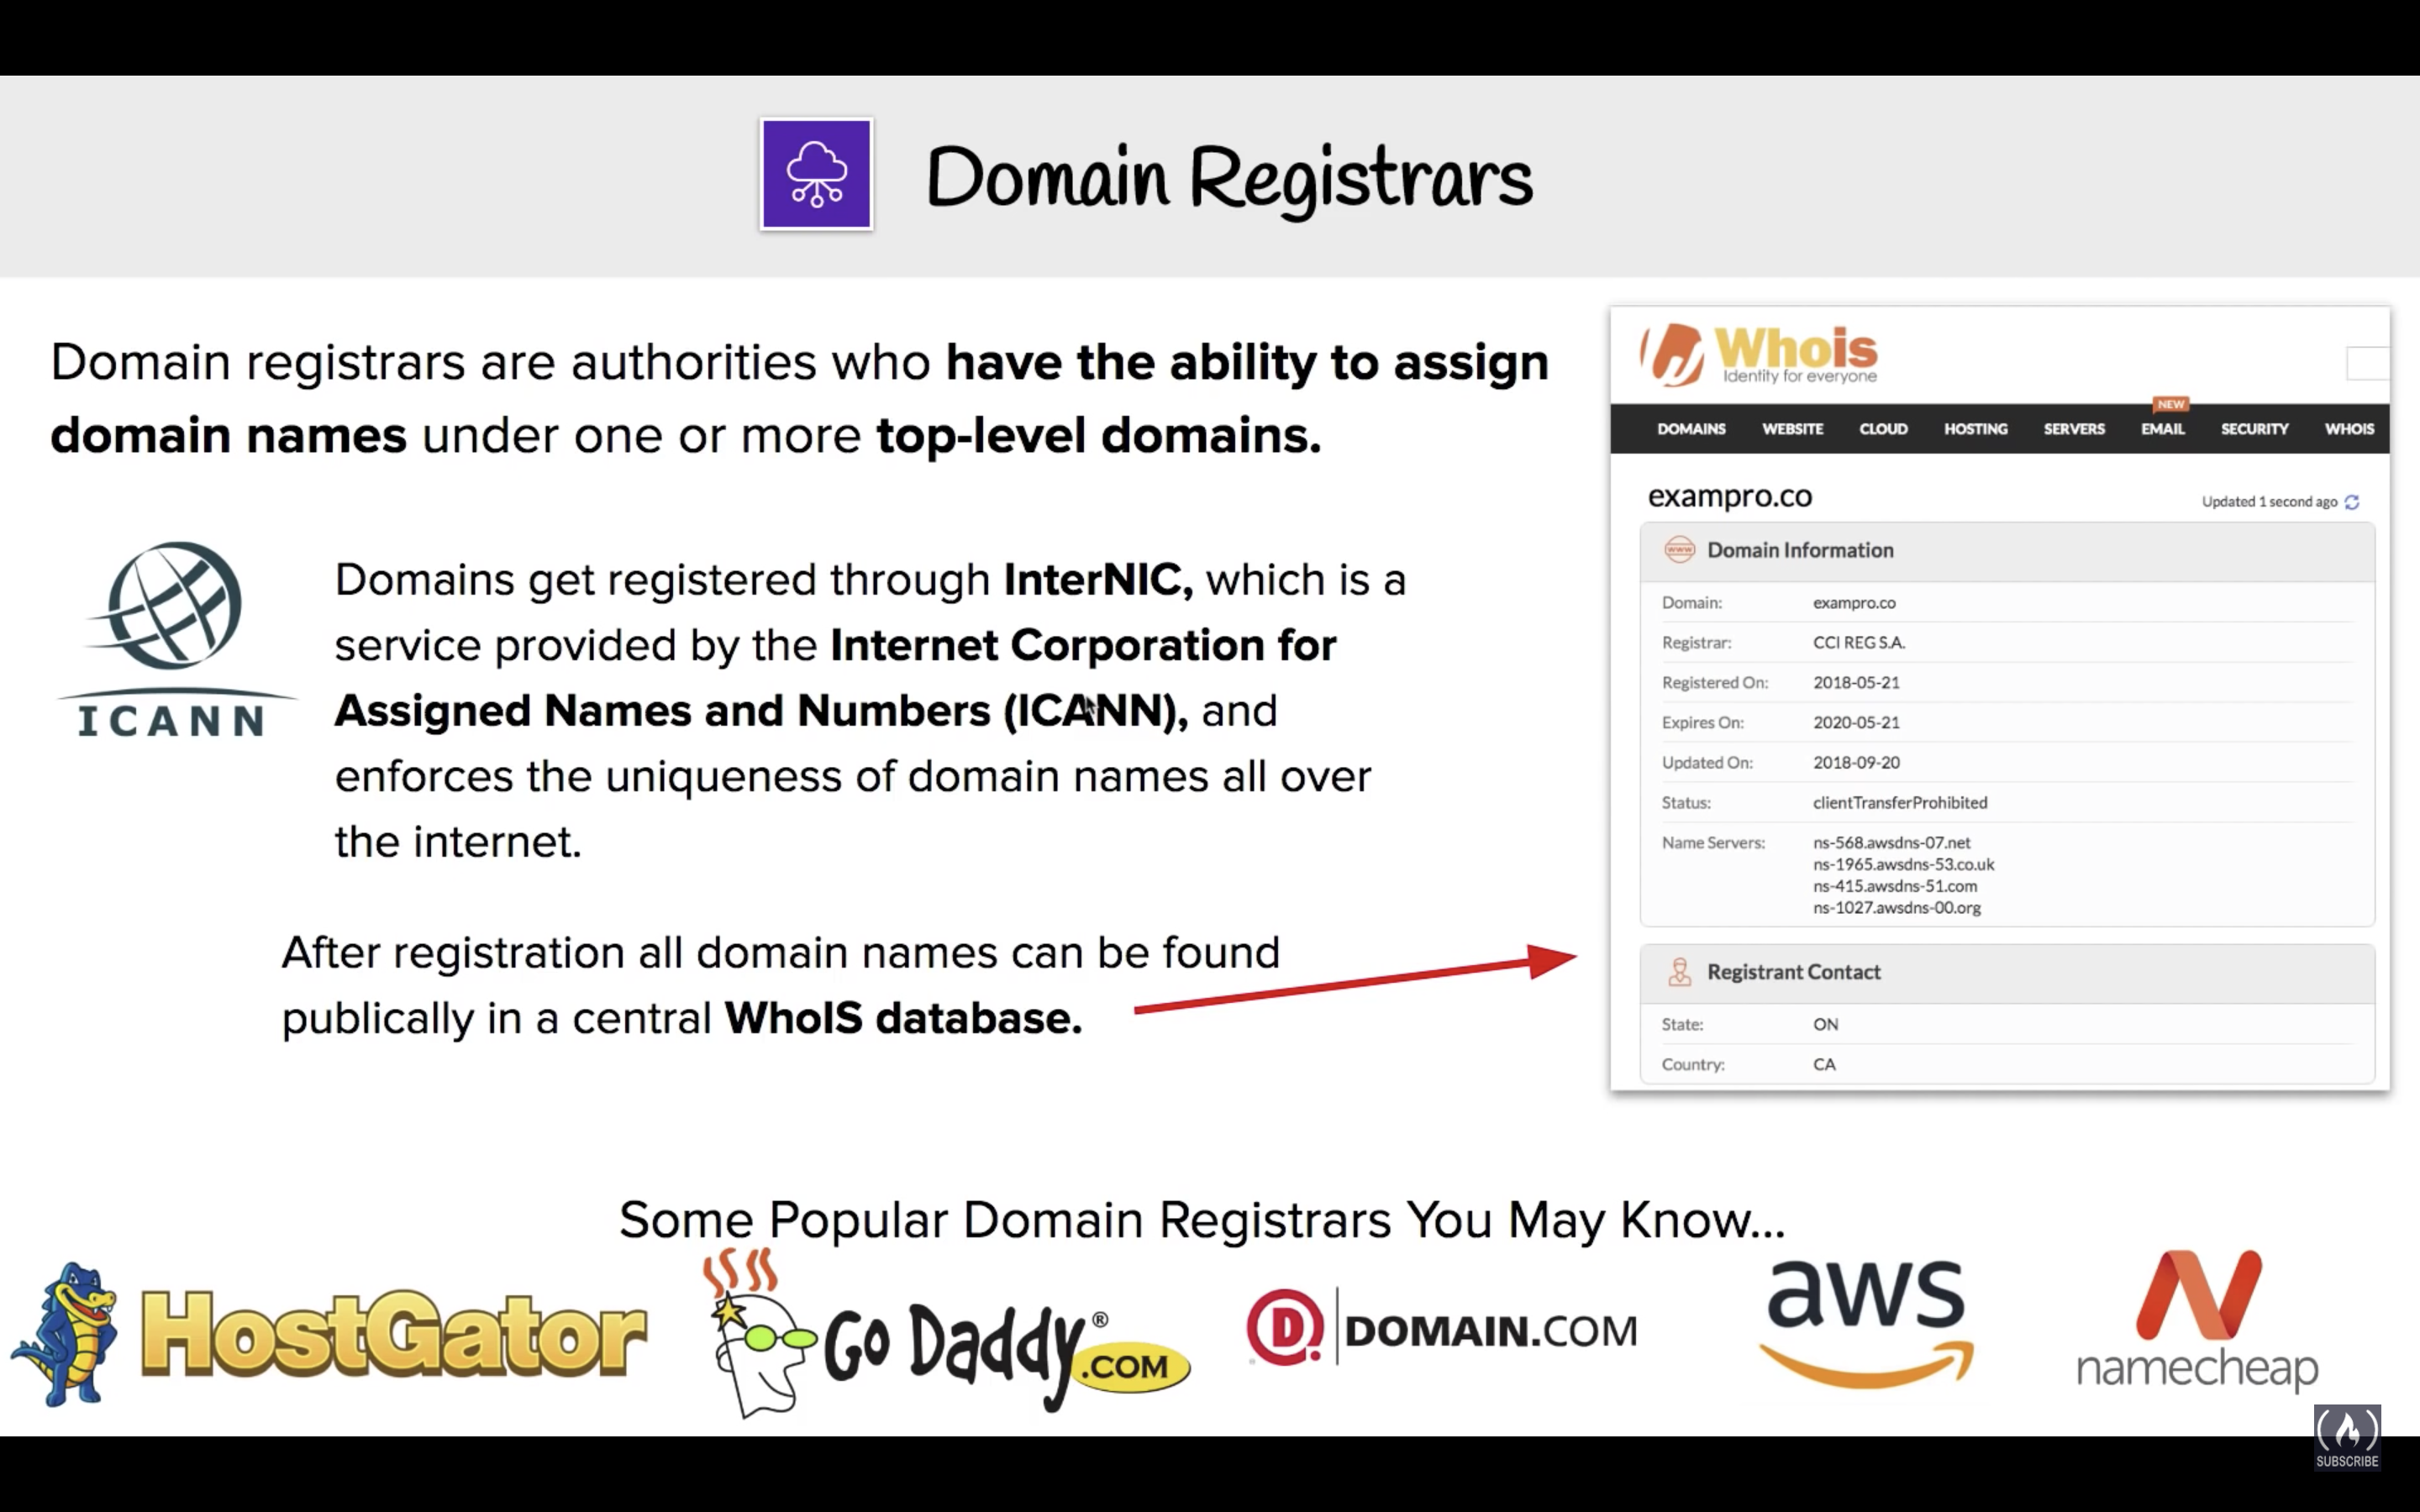 Domain Registrars
Domain registrars are authorities who have the ability to assign
domain names under one or more top-level domains.
ICANN
Domains get registered through InterNIC, which is a
service provided by the Internet Corporation for
Assigned Names and Numbers (ICANN), and
enforces the uniqueness of domain names all over
the internet.
After registration all domain names can be found
publically in a central WhoIS database.
Whois
Identity for everyone
NEW
DOMAINS WEBSITE CLOUD HOSTING SERVERS EMAIL SECURITY WHOIS
exampro.co
Updated 1 second ago
www Domain Information
Domain: exampro.co
Registrar: CCI REG S.A.
Registered On: 2018-05-21
Expires On: 2020-05-21
Updated On: 2018-09-20
Status: clientTransferProhibited
Name Servers: ns-568.awsdns-07.net
ns-1965.awsdns-53.co.uk
ns-415.awsdns-51.com
ns-1027.awsdns-00.org
Registrant Contact
State: ON
Country: CA
Some Popular Domain Registrars You May Know...
HostGator
Go Daddy®.COM
D DOMAIN.COM
aws
namecheap
SUBSCRIBE